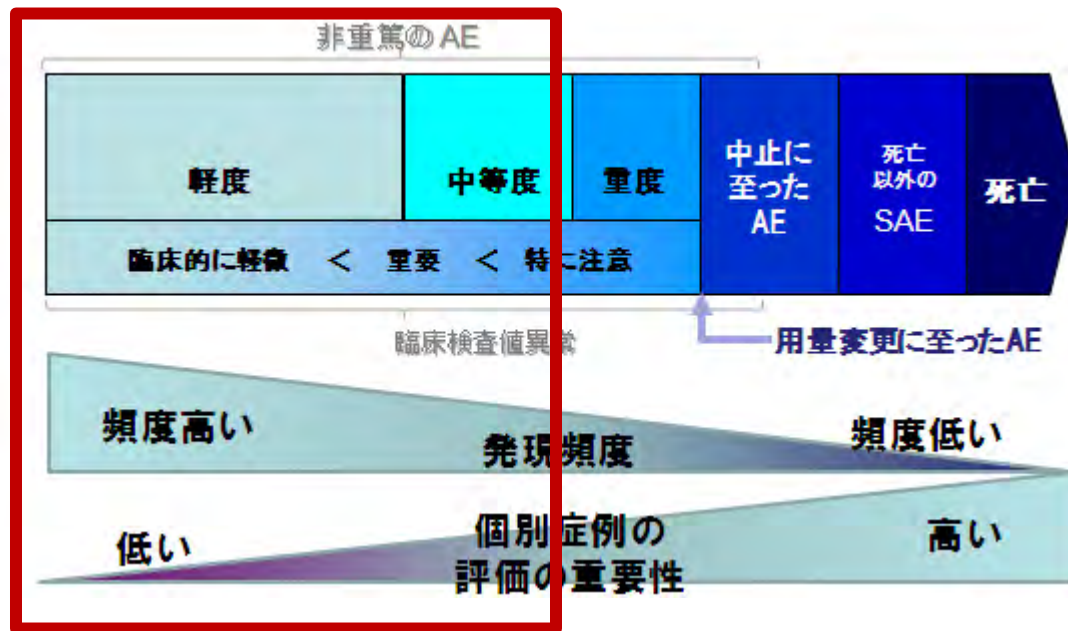 非重篤のAE
軽度
中等度
重度
中止に
至った
AE
死亡
以外の
SAE
死亡
臨床的に軽微 < 重要 < 特に注意
臨床検査値異常
用量変更に至ったAE
頻度高い
発現頻度
頻度低い
低い
個別症例の
評価の重要性
高い